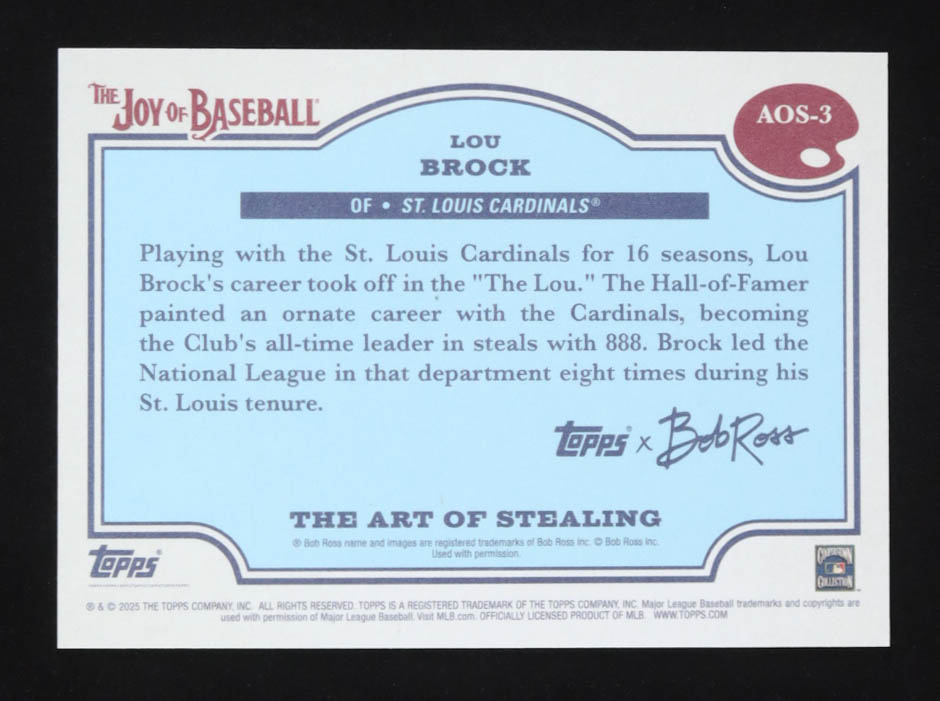 THE JOY OF BASEBALL®
AOS-3
LOU
BROCK
OF • ST. LOUIS CARDINALS®
Playing with the St. Louis Cardinals for 16 seasons, Lou
Brock's career took off in the "The Lou." The Hall-of-Famer
painted an ornate career with the Cardinals, becoming
the Club's all-time leader in steals with 888. Brock led the
National League in that department eight times during his
St. Louis tenure.
Topps® x Bob Ross
THE ART OF STEALING
® Bob Ross name and images are registered trademarks of Bob Ross Inc. © Bob Ross Inc.
Used with permission.
Topps®
COOPERSTOWN
COLLECTION
® & © 2025 THE TOPPS COMPANY, INC. ALL RIGHTS RESERVED. TOPPS IS A REGISTERED TRADEMARK OF THE TOPPS COMPANY, INC. Major League Baseball trademarks and copyrights are
used with permission of Major League Baseball. Visit MLB.com. OFFICIALLY LICENSED PRODUCT OF MLB. WWW.TOPPS.COM